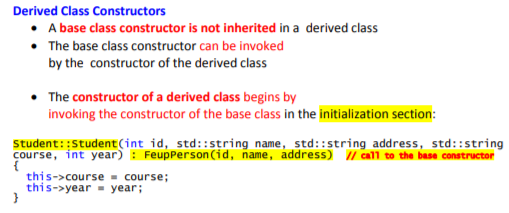 Derived Class Constructors
• A base class constructor is not inherited in a derived class
• The base class constructor can be invoked
by the constructor of the derived class
• The constructor of a derived class begins by
invoking the constructor of the base class in the initialization section:
Student::Student(int id, std::string name, std::string address, std::string
course, int year) : FeupPerson(id, name, address) // call to the base constructor
{
this->course = course;
this->year = year;
}